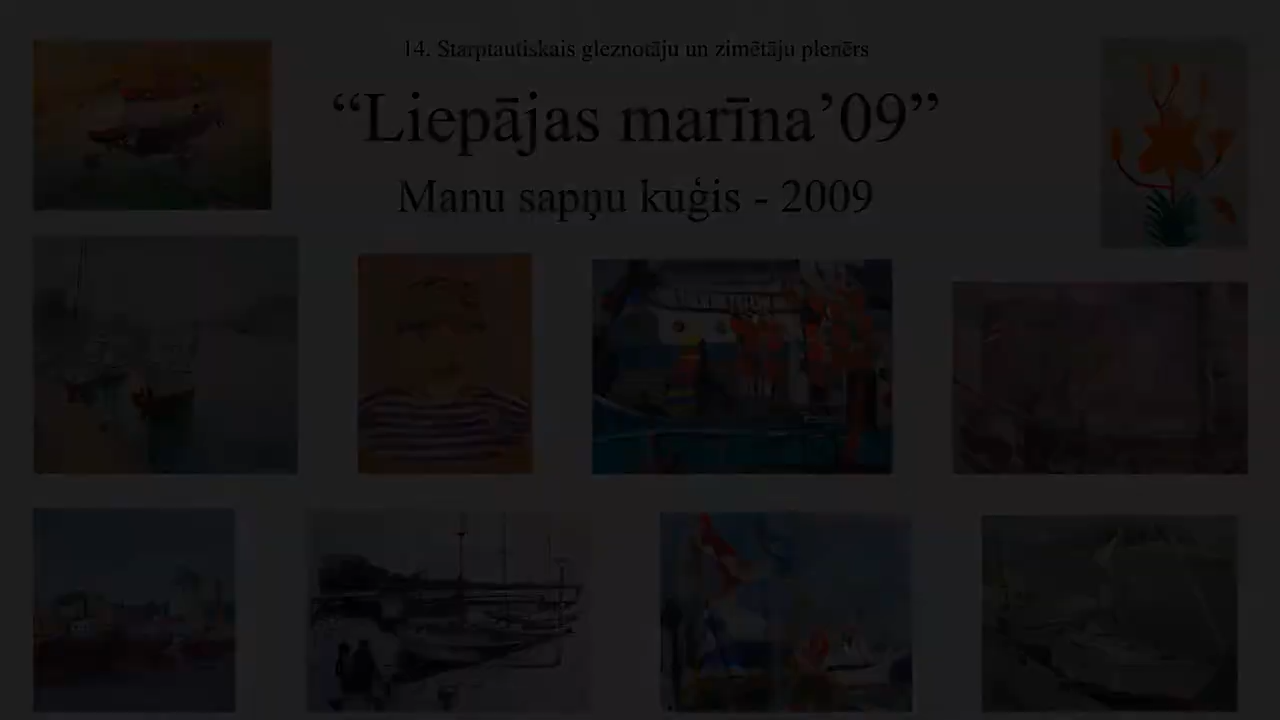 14. Starptautiskais gleznotāju un zīmētāju plenērs
“Liepājas marīna’09”
Manu sapņu kuģis - 2009